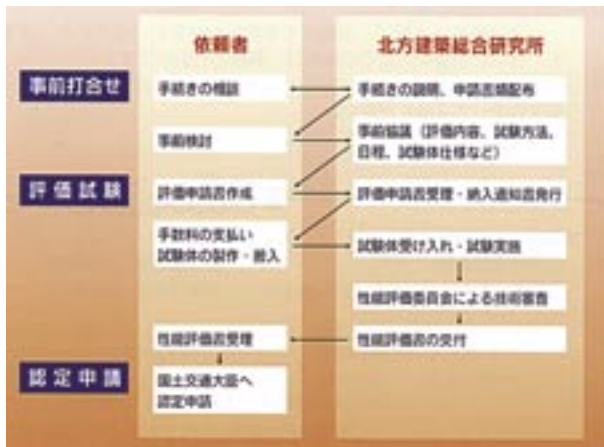 依頼者
北方建築総合研究所
事前打合せ
手続きの相談
手続きの説明、申請書類配布
事前検討
事前協議（評価内容、試験方法、
日程、試験体仕様など）
評価試験
評価申請書作成
評価申請書受理・納入通知書発行
手数料の支払い
試験体の製作・搬入
試験体受け入れ・試験実施
性能評価委員会による技術審査
性能評価書受理
性能評価書の交付
認定申請
国土交通大臣へ
認定申請